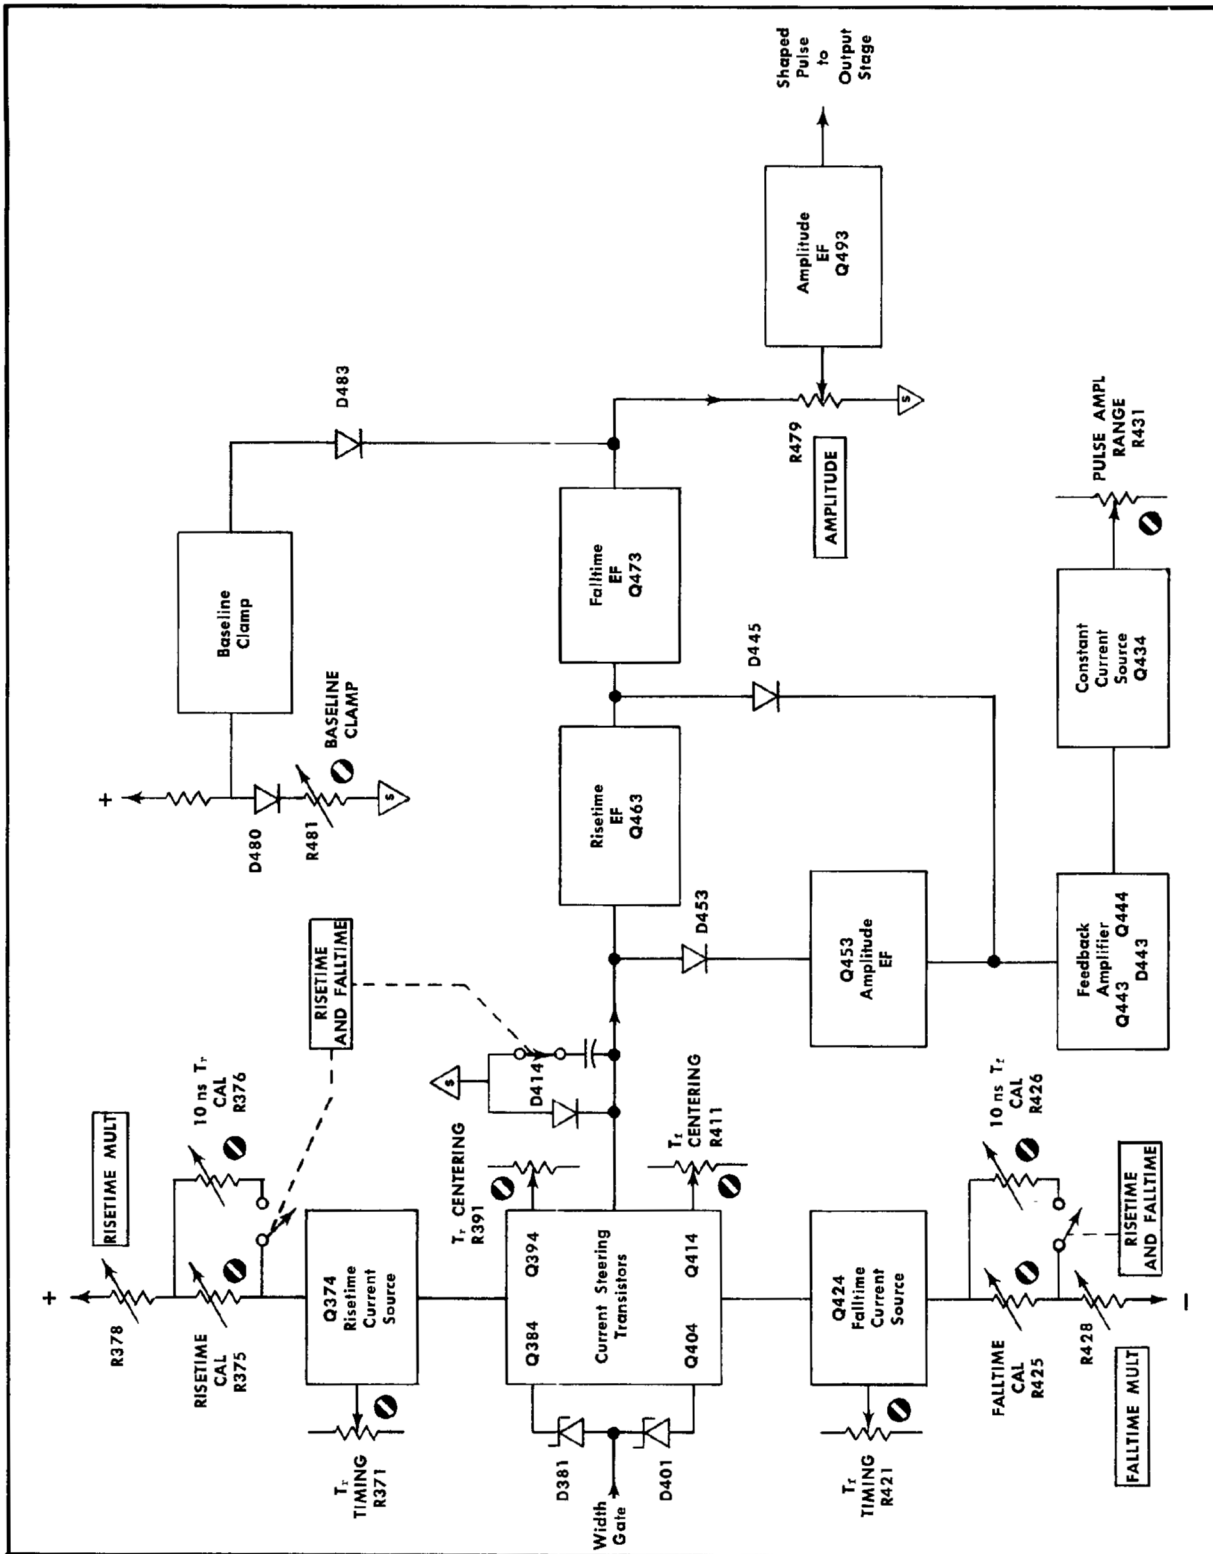 Width
Gate
D381
D401
Tr
TIMING
R371
Tf
TIMING
R421
+
R378
RISETIME MULT
RISETIME
CAL
R375
10 ns Tr
CAL
R376
Q374
Risetime
Current
Source
Q384
Q394
Current Steering
Transistors
Q404
Q414
Q424
Falltime
Current
Source
FALLTIME
CAL
R425
10 ns Tf
CAL
R426
R428
FALLTIME MULT
RISETIME
AND FALLTIME
-
Tr CENTERING
R391
Tf
CENTERING
R411
D414
S
RISETIME
AND FALLTIME
D453
Q453
Amplitude
EF
Feedback
Amplifier
Q443
Q444
D443
Risetime
EF
Q463
D445
Constant
Current
Source
Q434
PULSE AMPL
RANGE
R431
Falltime
EF
Q473
+
D480
R481
BASELINE
CLAMP
S
Baseline
Clamp
D483
R479
AMPLITUDE
S
Amplitude
EF
Q493
Shaped
Pulse
to
Output
Stage